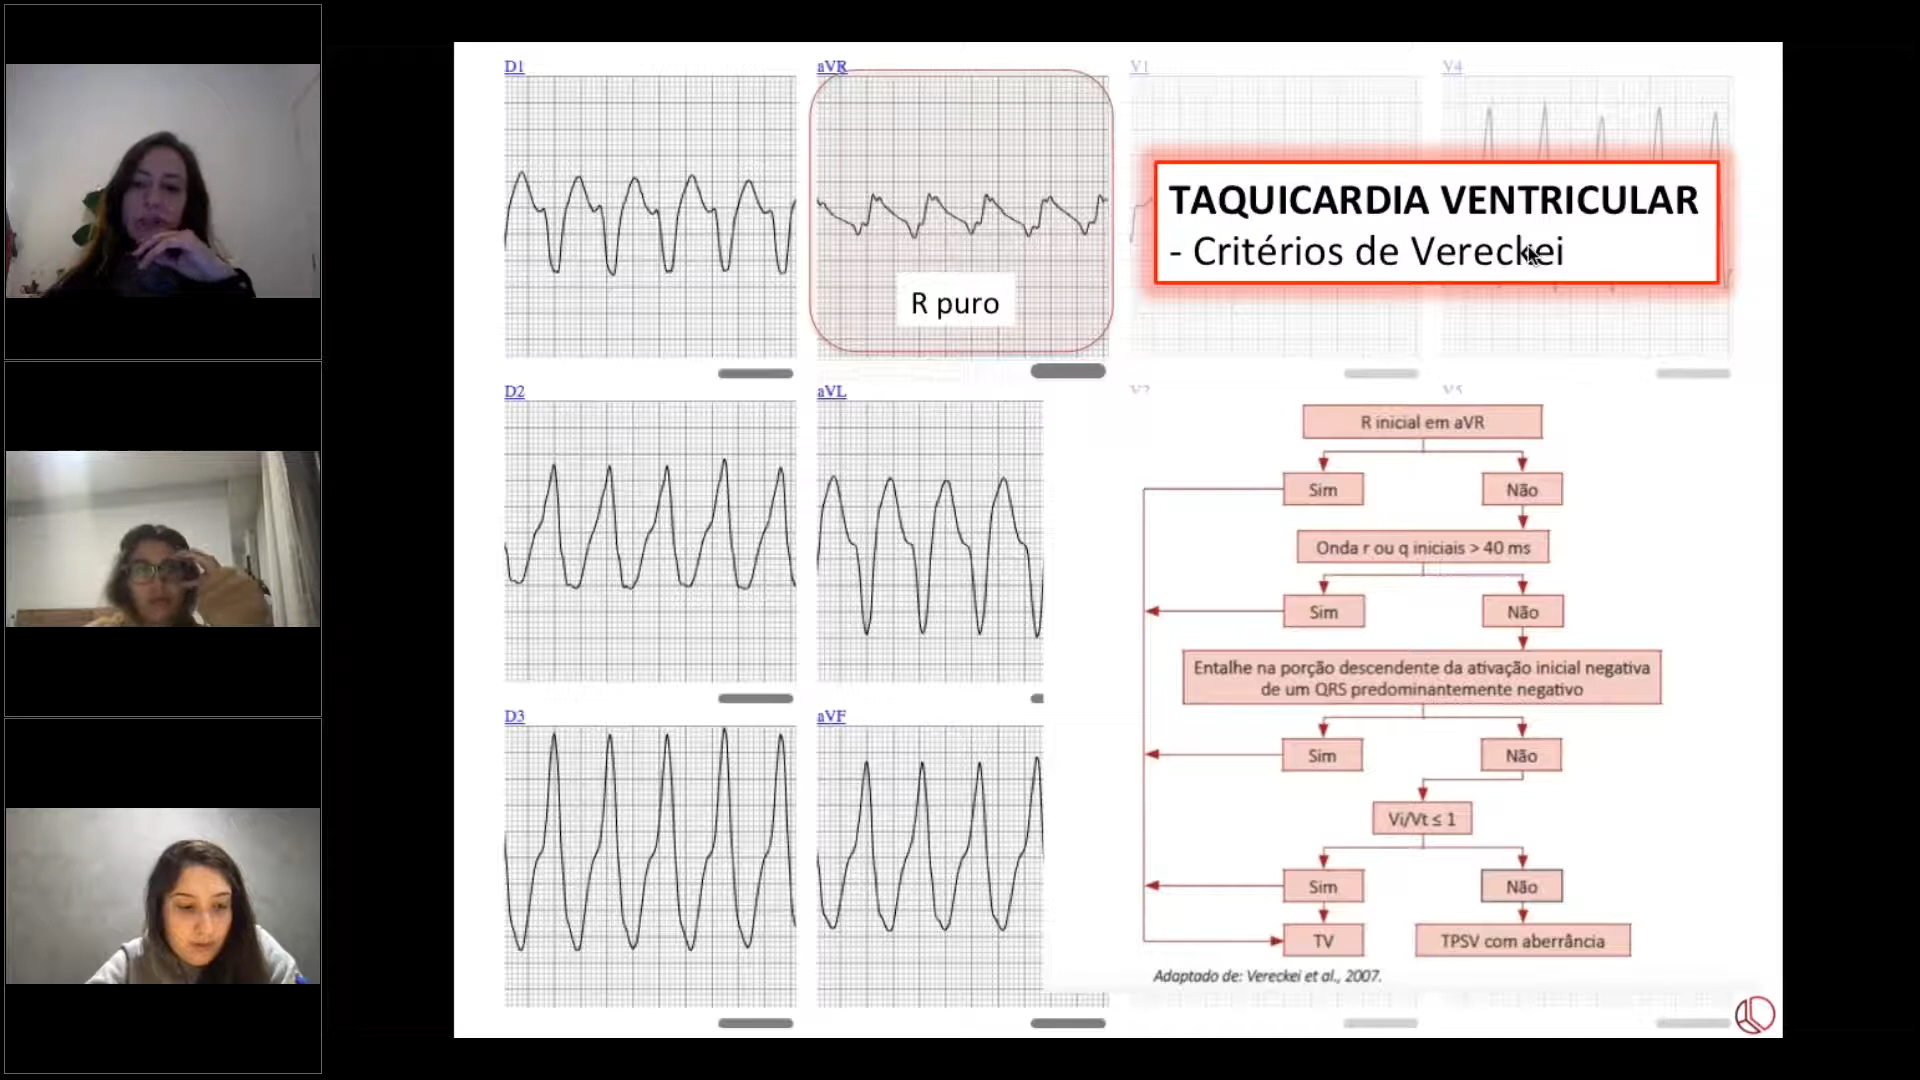 D1
aVR
V1
V4
TAQUICARDIA VENTRICULAR
- Critérios de Vereckei
R puro
D2
aVL
V5
R inicial em aVR
Sim
Não
Onda r ou q iniciais > 40 ms
Sim
Não
Entalhe na porção descendente da ativação inicial negativa
de um QRS predominantemente negativo
D3
aVF
Sim
Não
Vi/Vt ≤ 1
Sim
Não
TV
TPSV com aberrância
Adaptado de: Vereckei et al., 2007.